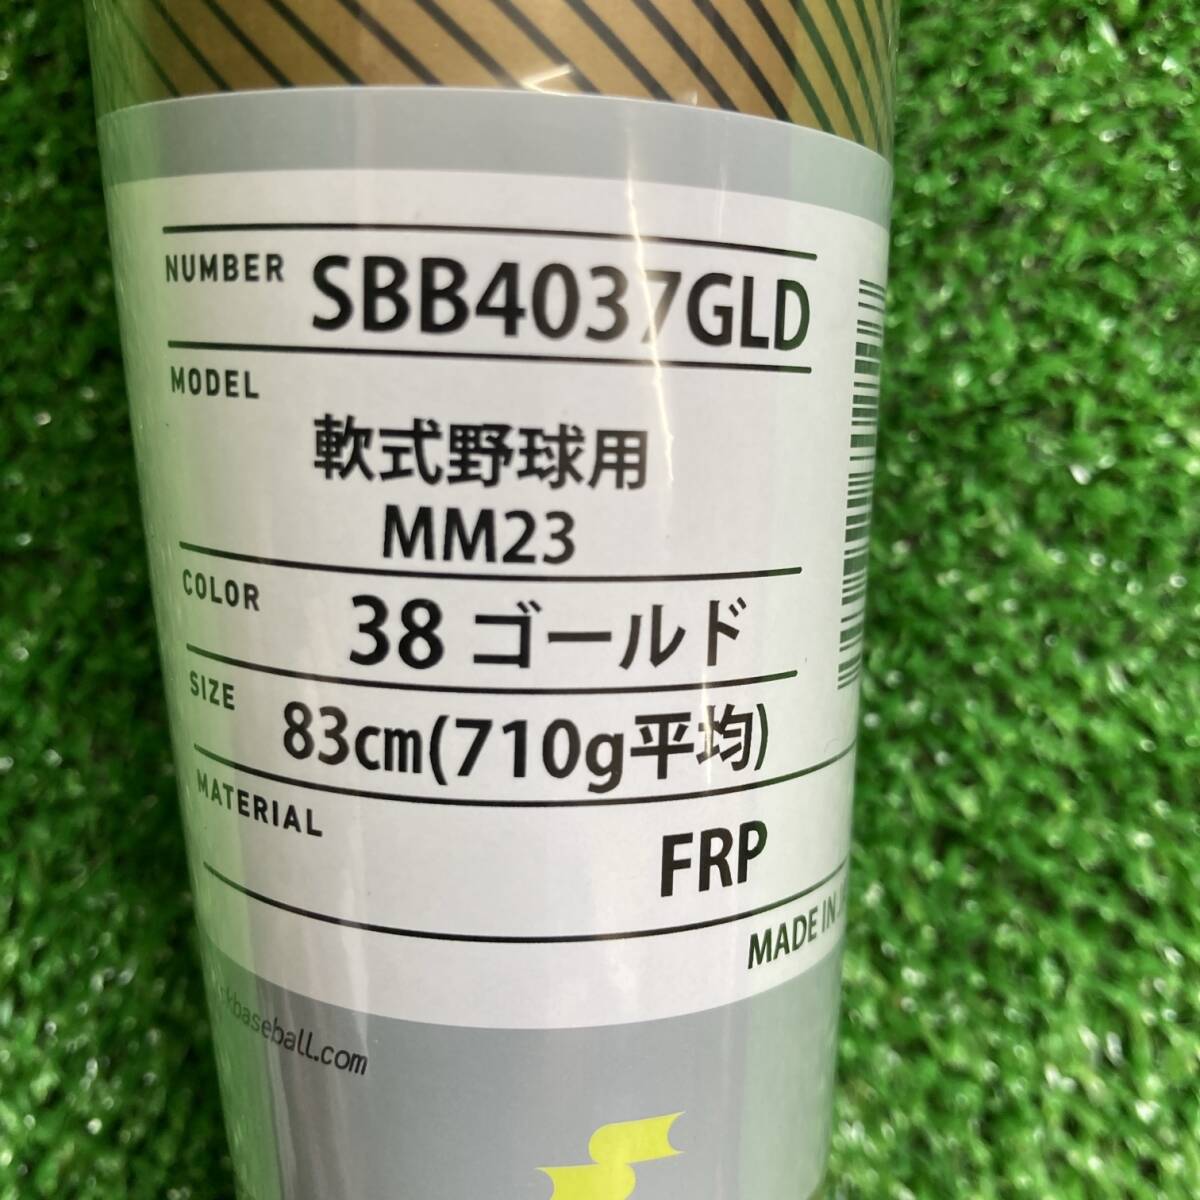 NUMBER SBB4037GLD
MODEL
軟式野球用
MM23
COLOR 38 ゴールド
SIZE 83cm(710g平均)
MATERIAL
FRP
MADE IN
kbaseball.com